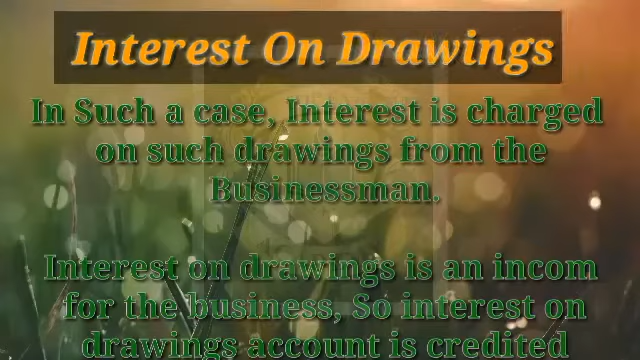 Interest On Drawings
In Such a case, Interest is charged
on such drawings from the
Businessman.
Interest on drawings is an incom
for the business, So interest on
drawings account is credited